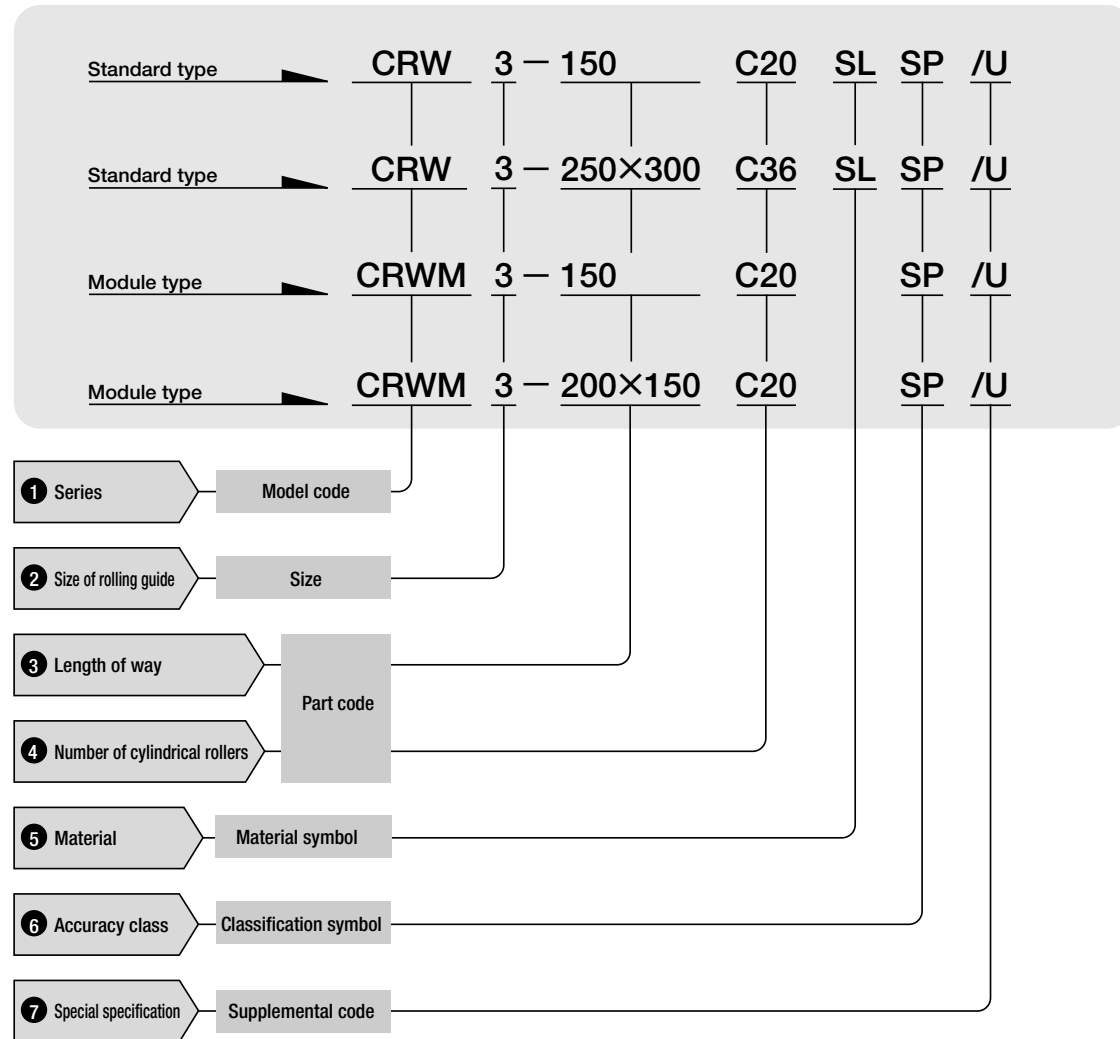 Standard type CRW 3 − 150 C20 SL SP /U
Standard type CRW 3 − 250×300 C36 SL SP /U
Module type CRWM 3 − 150 C20 SP /U
Module type CRWM 3 − 200×150 C20 SP /U
1 Series Model code
2 Size of rolling guide Size
3 Length of way
Part code
4 Number of cylindrical rollers
5 Material Material symbol
6 Accuracy class Classification symbol
7 Special specification Supplemental code